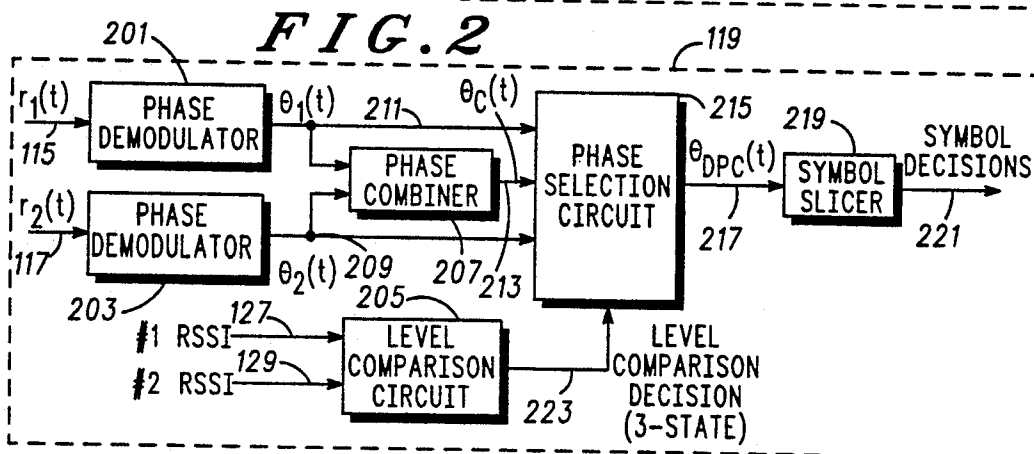 FIG.2
119
201
r1(t)
115
PHASE
DEMODULATOR
θ1(t)
211
θC(t)
215
r2(t)
117
PHASE
DEMODULATOR
203
θ2(t)
209
PHASE
COMBINER
207
213
PHASE
SELECTION
CIRCUIT
θDPC(t)
217
219
SYMBOL
SLICER
SYMBOL
DECISIONS
221
#1 RSSI
127
#2 RSSI
129
205
LEVEL
COMPARISON
CIRCUIT
223
LEVEL
COMPARISON
DECISION
(3-STATE)